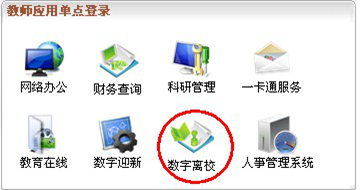 教师应用单点登录
网络办公 财务查询 科研管理 一卡通服务
教育在线 数字迎新 数字离校 人事管理系统